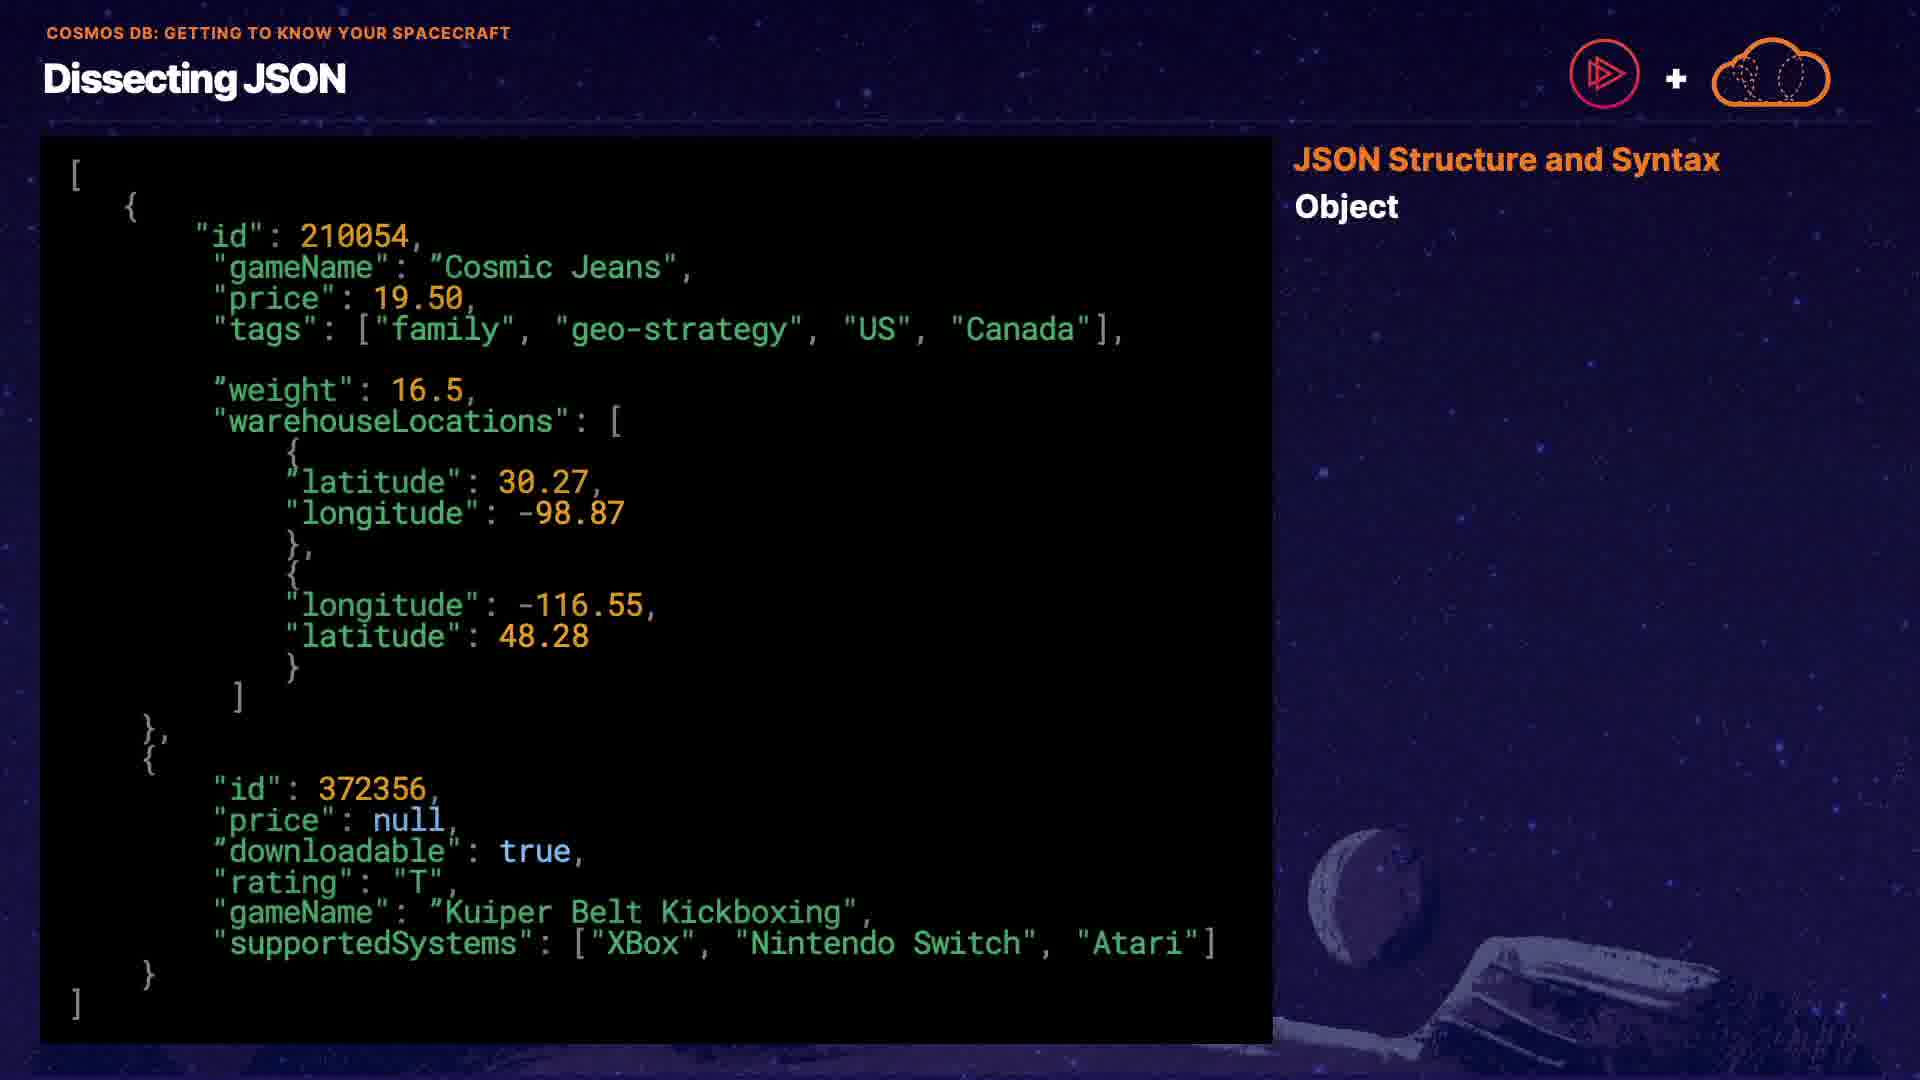 COSMOS DB: GETTING TO KNOW YOUR SPACECRAFT
Dissecting JSON
+
[
{
"id": 210054,
"gameName": ”Cosmic Jeans",
"price": 19.50,
"tags": ["family", "geo-strategy", "US", "Canada"],
”weight": 16.5,
"warehouseLocations": [
{
”latitude": 30.27,
"longitude": -98.87
},
{
"longitude": -116.55,
"latitude": 48.28
}
]
},
{
"id": 372356,
"price": null,
”downloadable": true,
"rating": "T",
"gameName": ”Kuiper Belt Kickboxing",
"supportedSystems": ["XBox", "Nintendo Switch", "Atari"]
}
]
JSON Structure and Syntax
Object